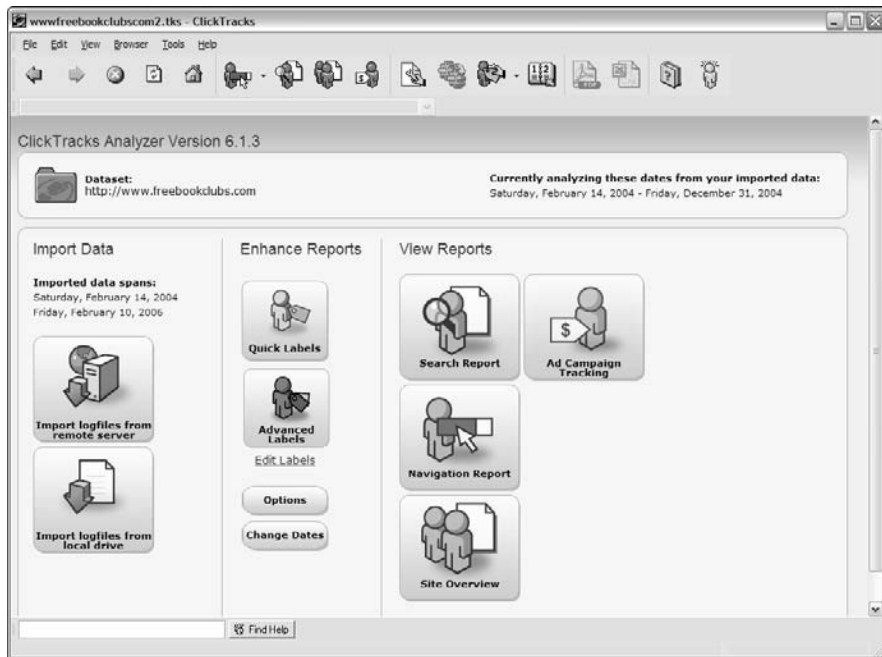 wwwfreebookclubscom2.tks - ClickTracks
File Edit View Browser Tools Help
ClickTracks Analyzer Version 6.1.3
Dataset:
http://www.freebookclubs.com
Currently analyzing these dates from your imported data:
Saturday, February 14, 2004 - Friday, December 31, 2004
Import Data
Imported data spans:
Saturday, February 14, 2004
Friday, February 10, 2006
Import logfiles from
remote server
Import logfiles from
local drive
Enhance Reports
Quick Labels
Advanced
Labels
Edit Labels
Options
Change Dates
View Reports
Search Report
$
Ad Campaign
Tracking
Navigation Report
Site Overview
Find Help